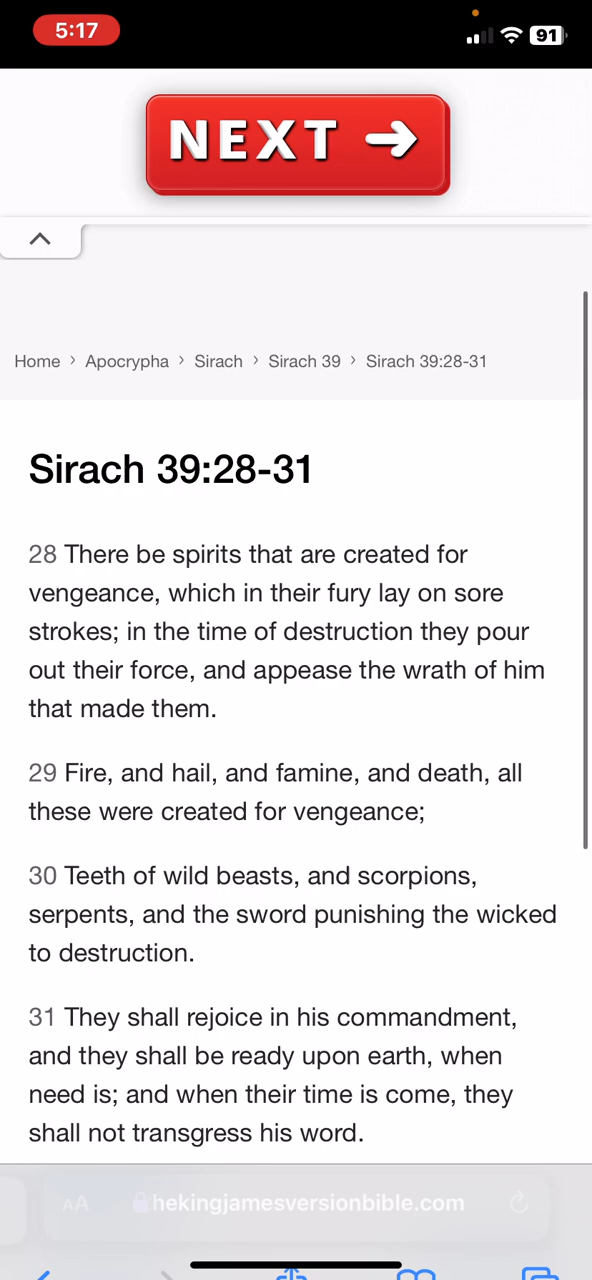 5:17
91
NEXT →
Home > Apocrypha > Sirach > Sirach 39 > Sirach 39:28-31
Sirach 39:28-31
28 There be spirits that are created for
vengeance, which in their fury lay on sore
strokes; in the time of destruction they pour
out their force, and appease the wrath of him
that made them.
29 Fire, and hail, and famine, and death, all
these were created for vengeance;
30 Teeth of wild beasts, and scorpions,
serpents, and the sword punishing the wicked
to destruction.
31 They shall rejoice in his commandment,
and they shall be ready upon earth, when
need is; and when their time is come, they
shall not transgress his word.
AA hekingjamesversionbible.com